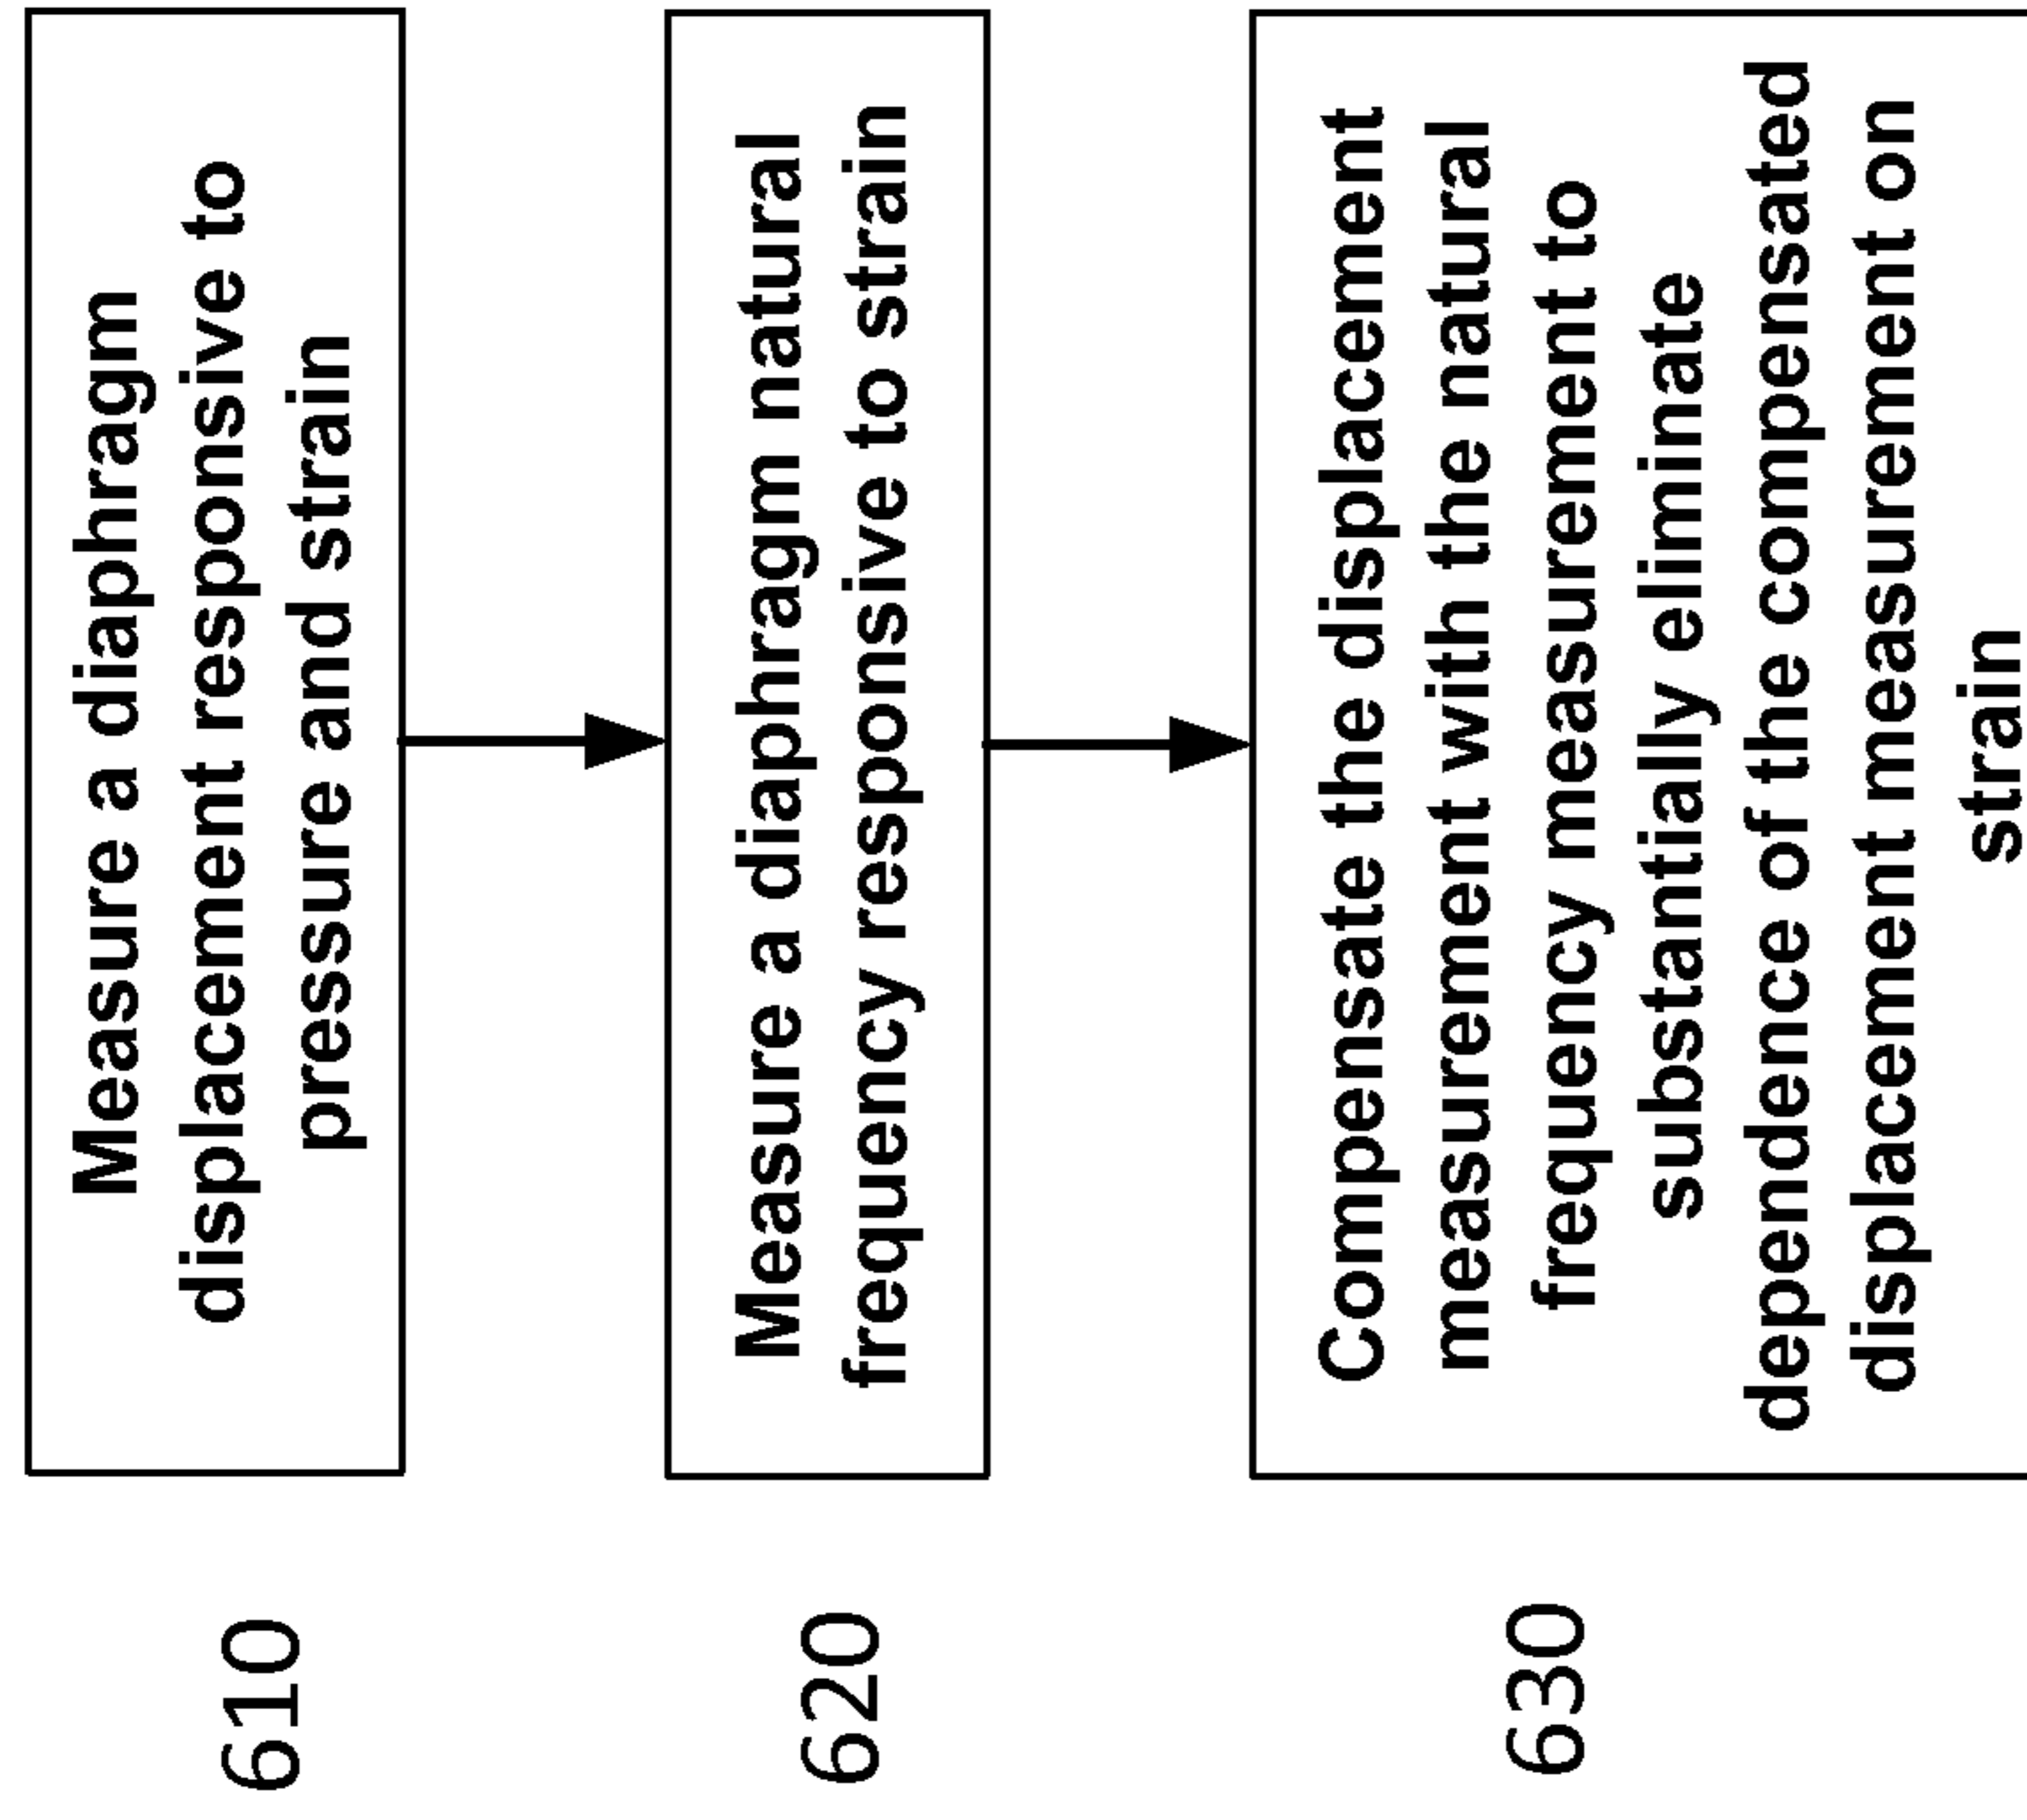 610
Measure a diaphragm
displacement responsive to
pressure and strain
620
Measure a diaphragm natural
frequency responsive to strain
630
Compensate the displacement
measurement with the natural
frequency measurement to
substantially eliminate
dependence of the compensated
displacement measurement on
strain